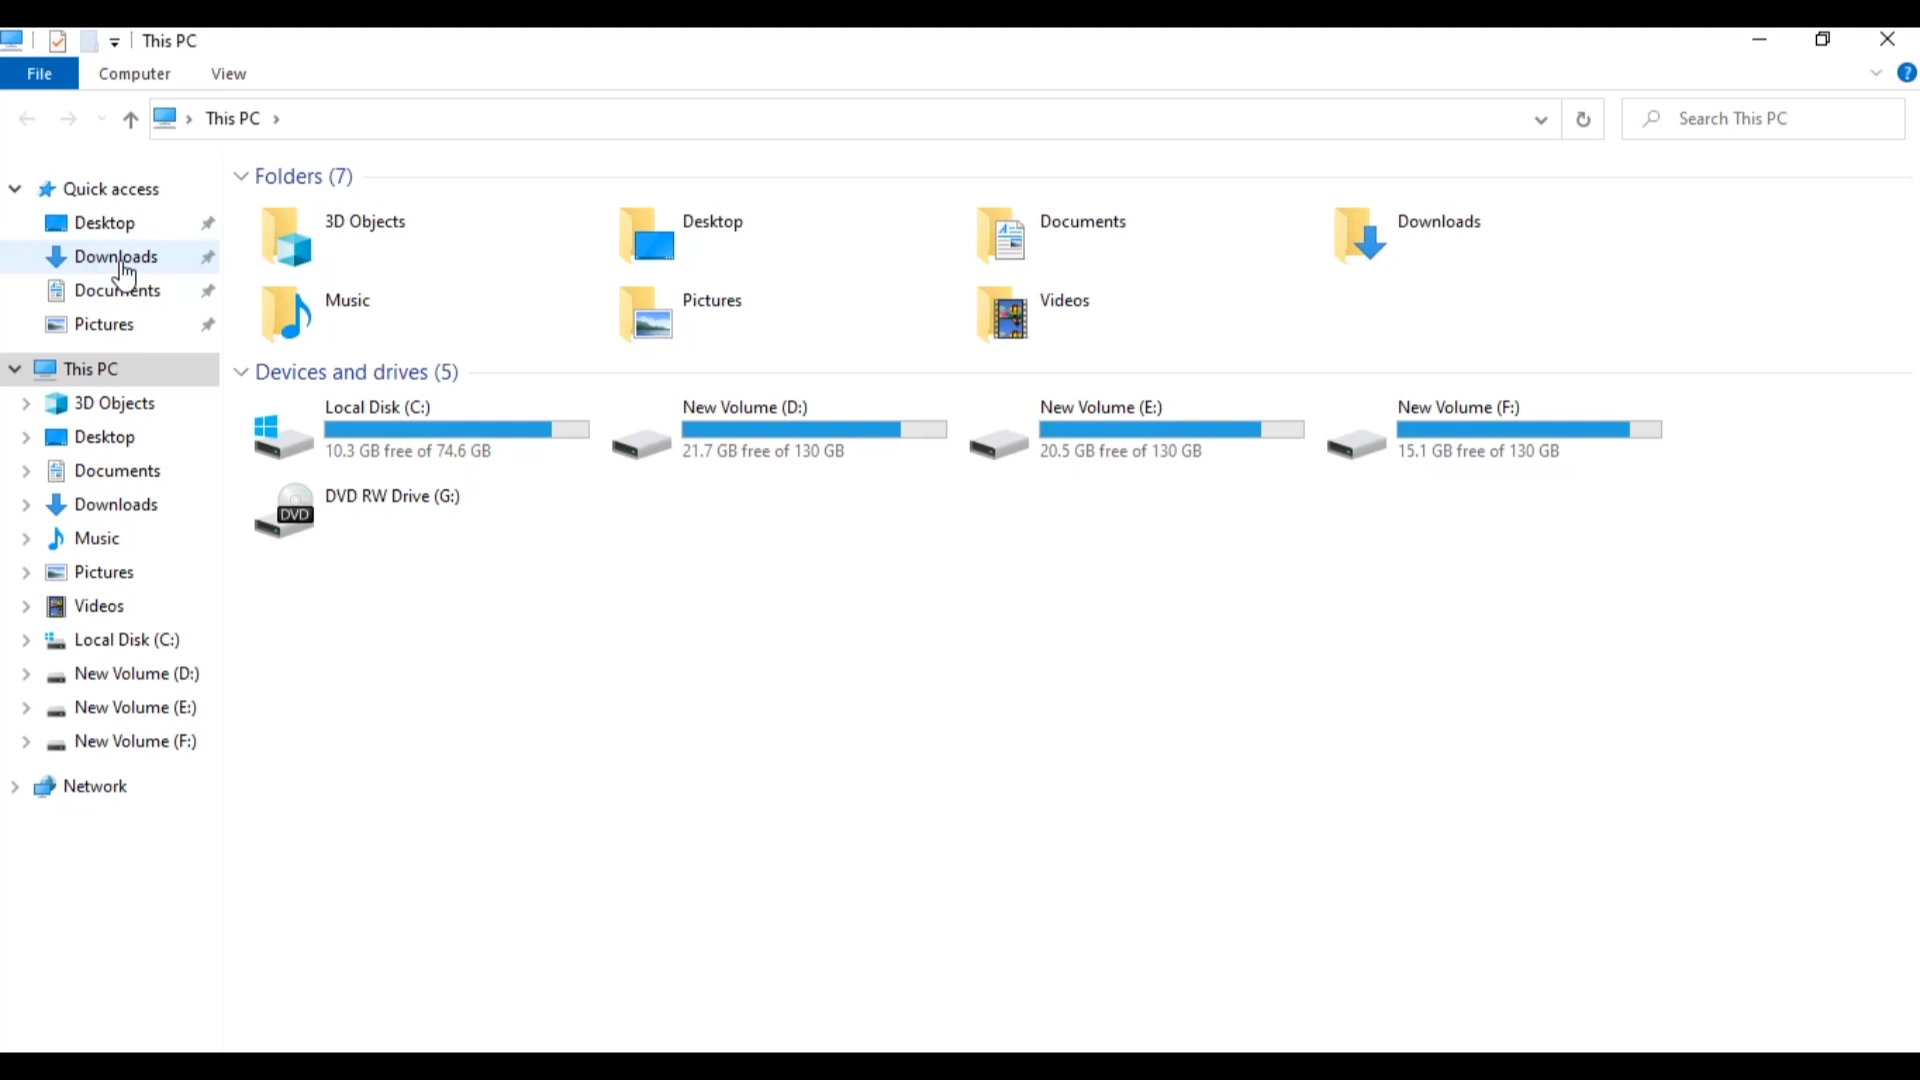 This PC
File Computer View ?
This PC
Search This PC
Quick access
Desktop
Downloads
Documents
Pictures
This PC
3D Objects
Desktop
Documents
Downloads
Music
Pictures
Videos
Local Disk (C:)
New Volume (D:)
New Volume (E:)
New Volume (F:)
Network
Folders (7)
3D Objects Desktop Documents Downloads
Music Pictures Videos
Devices and drives (5)
Local Disk (C:) New Volume (D:) New Volume (E:) New Volume (F:)
10.3 GB free of 74.6 GB 21.7 GB free of 130 GB 20.5 GB free of 130 GB 15.1 GB free of 130 GB
DVD RW Drive (G:)
DVD